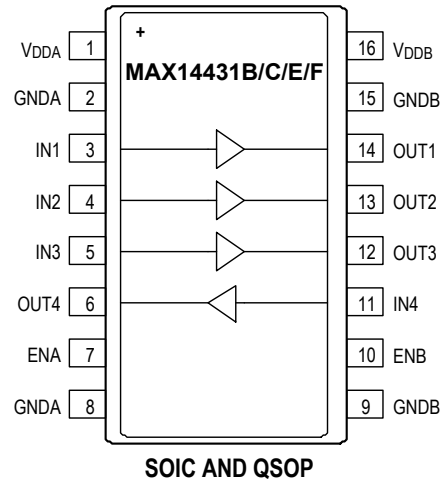 +
MAX14431B/C/E/F
VDDA 1 16 VDDB
GNDA 2 15 GNDB
IN1 3 14 OUT1
IN2 4 13 OUT2
IN3 5 12 OUT3
OUT4 6 11 IN4
ENA 7 10 ENB
GNDA 8 9 GNDB
SOIC AND QSOP